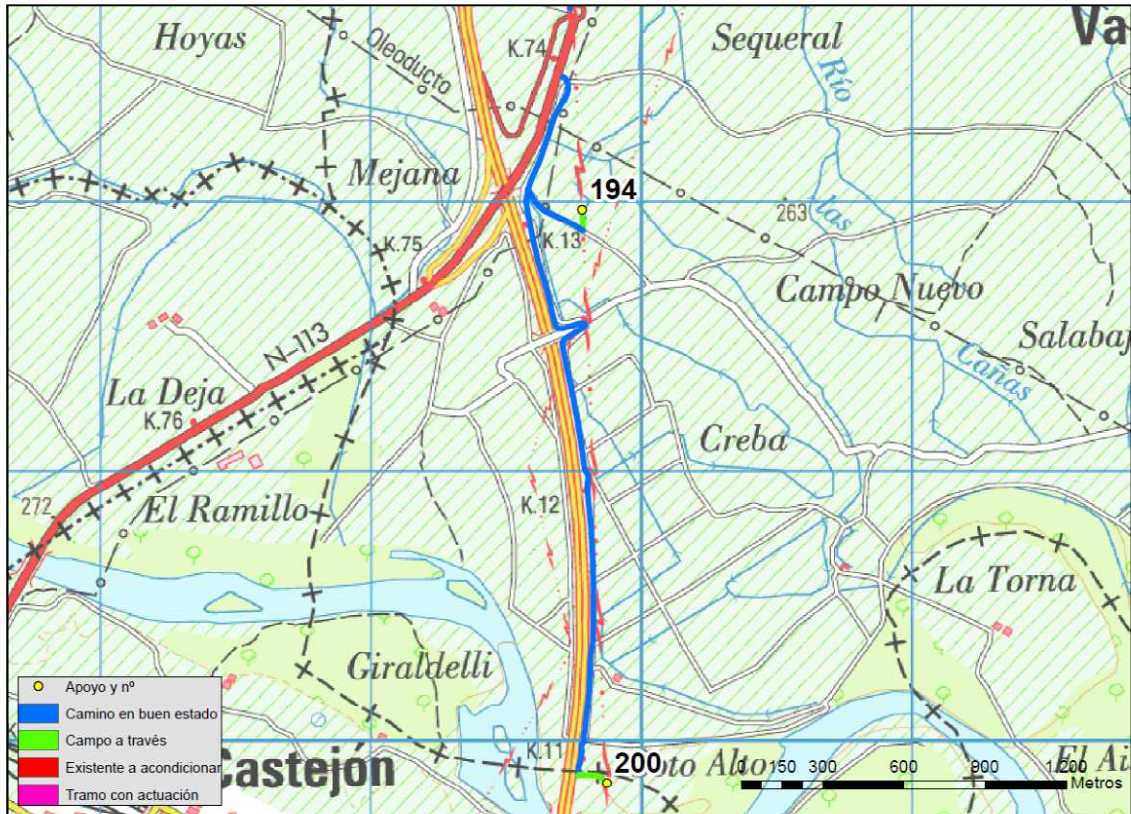 Hoyas
Oleoducto
K.74
Sequeral
Va
Río
Mejana
194
las
263
K.75
K.13
Campo Nuevo
N-113
Salabaj
La Deja
Cañas
K.76
Creba
K.12
272
El Ramillo
La Torna
Giraldelli
Apoyo y nº
Camino en buen estado
Campo a través
Existente a acondicionar
Tramo con actuación
Castejón
K.11
200
oto Alto
El Ai
150 300 600 900 1.200
Metros